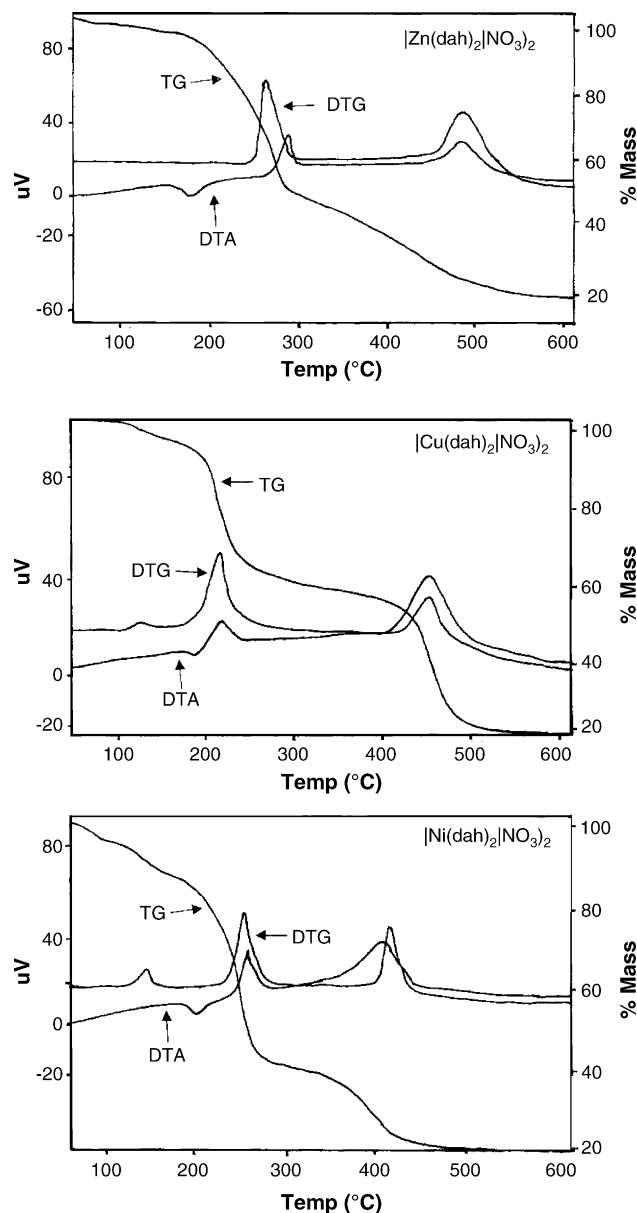 |Zn(dah)₂|NO₃)₂
TG
DTG
DTA
80
40
0
-20
-60
uV
100
80
60
40
20
% Mass
100 200 300 400 500 600
Temp (°C)
|Cu(dah)₂|NO₃)₂
TG
DTG
DTA
80
40
0
-20
uV
100
80
60
40
20
% Mass
100 200 300 400 500 600
Temp (°C)
|Ni(dah)₂|NO₃)₂
TG
DTG
DTA
80
40
0
-20
uV
100
80
60
40
20
% Mass
100 200 300 400 500 600
Temp (°C)